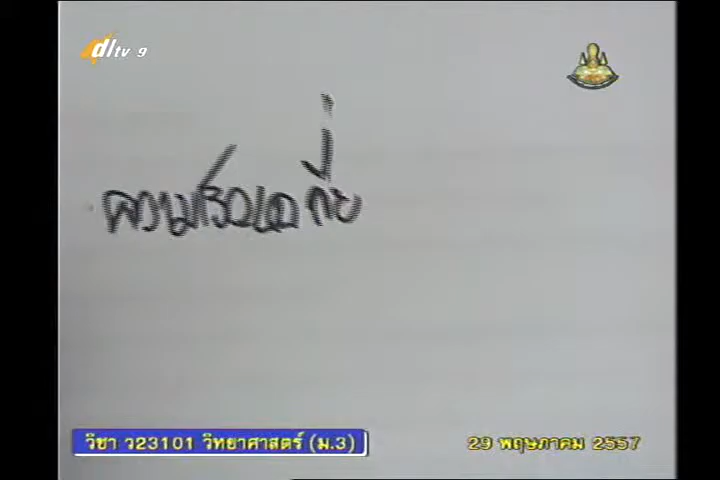 dltv 9
ความเร็วเฉลี่ย
วิชา ว23101 วิทยาศาสตร์ (ม.3)
29 พฤษภาคม 2557